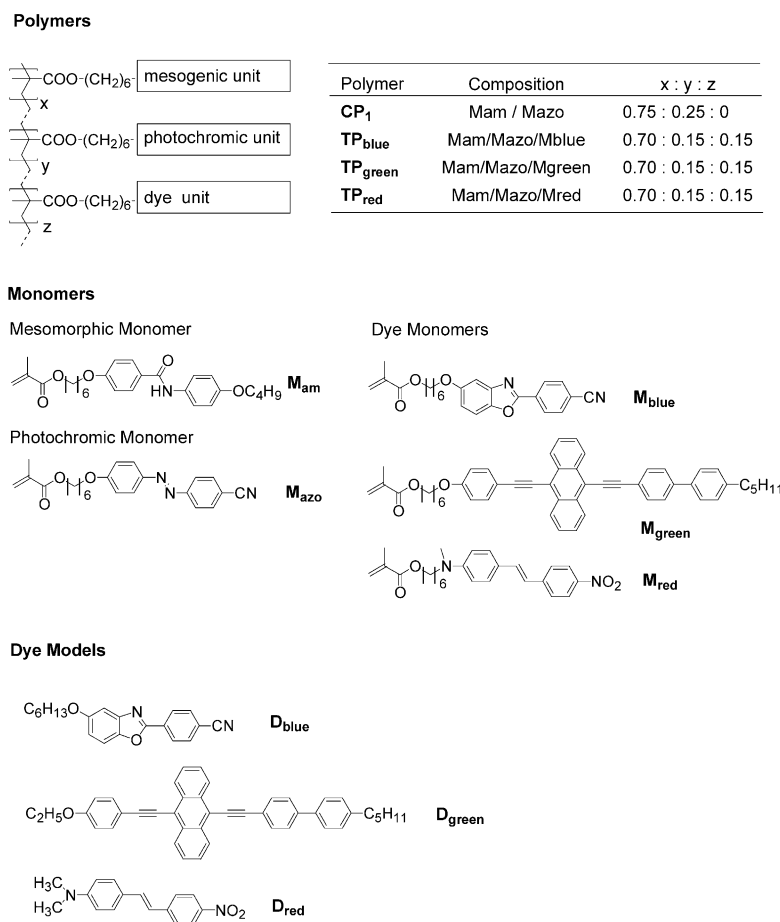 Polymers
COO-(CH2)6- mesogenic unit
x
COO-(CH2)6- photochromic unit
y
COO-(CH2)6- dye unit
z
Polymer Composition x : y : z
CP1 Mam / Mazo 0.75 : 0.25 : 0
TPblue Mam/Mazo/Mblue 0.70 : 0.15 : 0.15
TPgreen Mam/Mazo/Mgreen 0.70 : 0.15 : 0.15
TPred Mam/Mazo/Mred 0.70 : 0.15 : 0.15
Monomers
Mesomorphic Monomer
O O 6 O O HN OC4H9 Mam
Photochromic Monomer
O O 6 O N N CN Mazo
Dye Monomers
O O 6 O N O CN Mblue
O O 6 O C5H11
Mgreen
O O 6 N NO2 Mred
Dye Models
C6H13O N O CN Dblue
C2H5O C5H11 Dgreen
H3C N H3C NO2 Dred